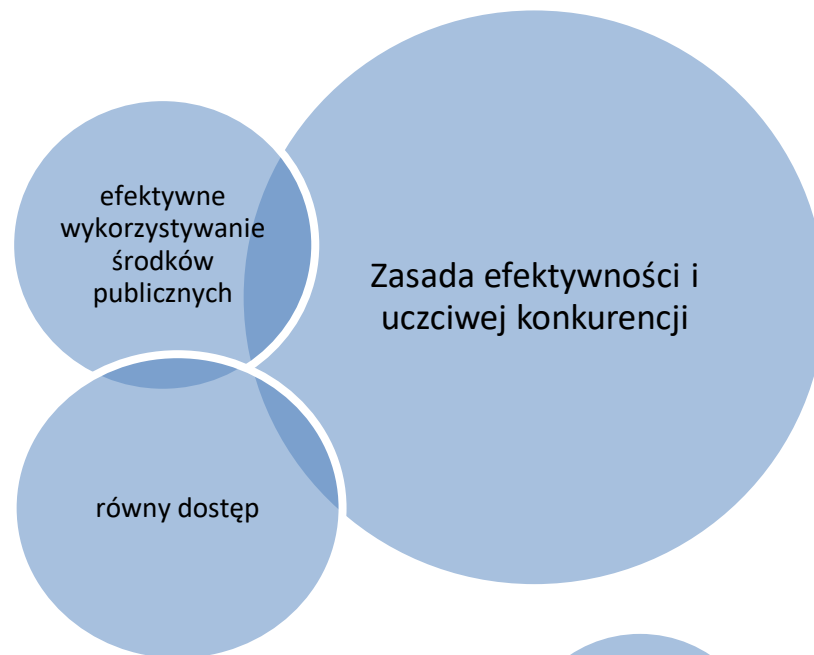 efektywne
wykorzystywanie
środków
publicznych
Zasada efektywności i
uczciwej konkurencji
równy dostęp